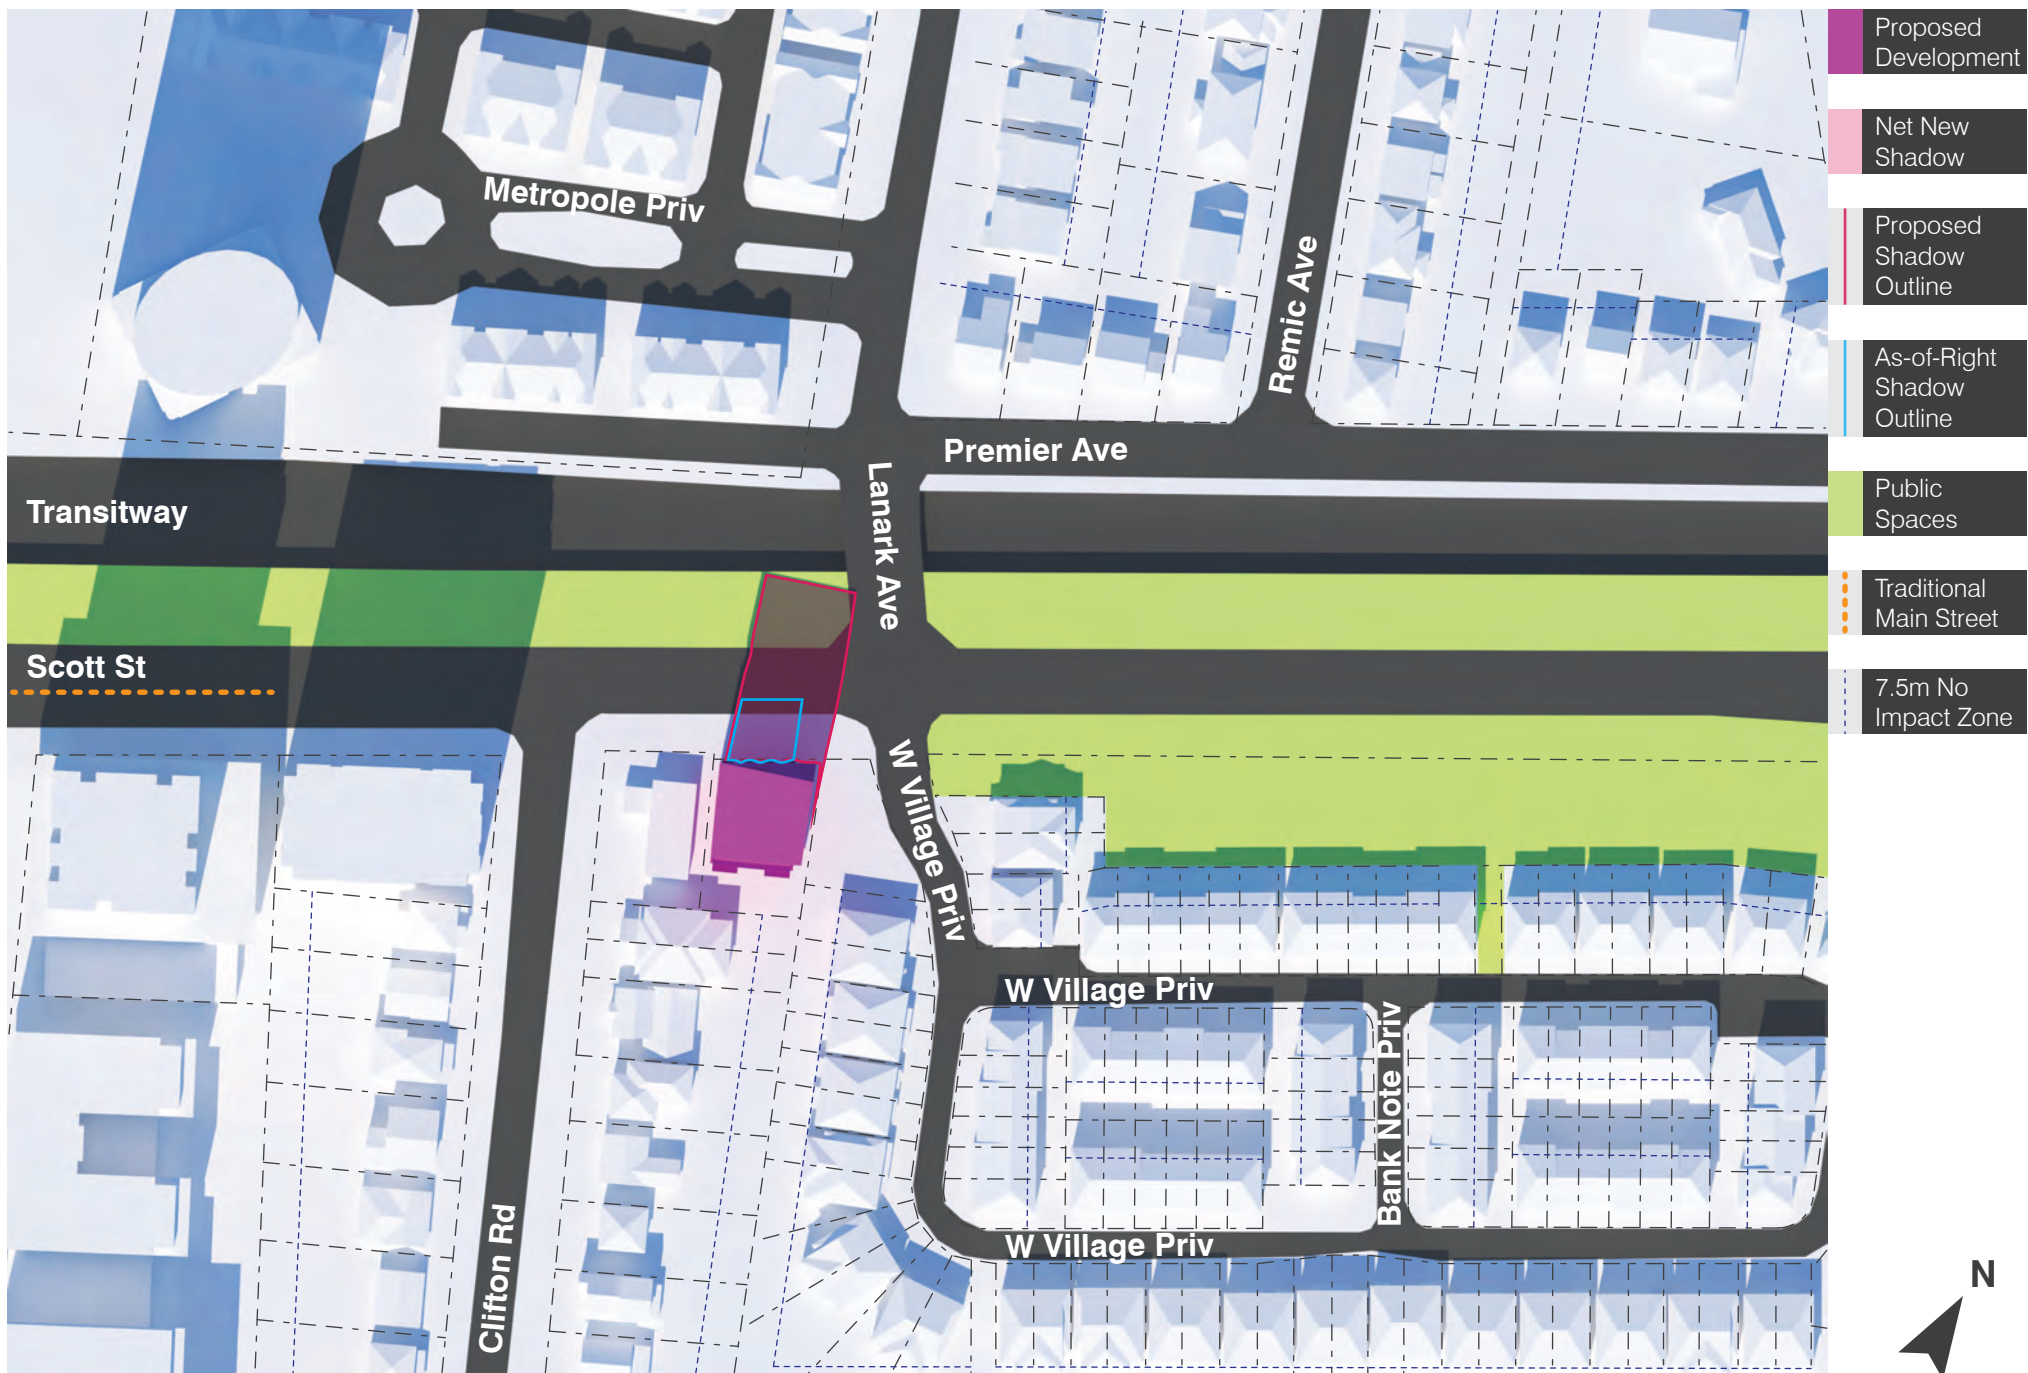 Metropole Priv
Remic Ave
Premier Ave
Lanark Ave
Transitway
Scott St
W Village Priv
W Village Priv
Bank Note Priv
Clifton Rd
W Village Priv
Proposed
Development
Net New
Shadow
Proposed
Shadow
Outline
As-of-Right
Shadow
Outline
Public
Spaces
Traditional
Main Street
7.5m No
Impact Zone
N